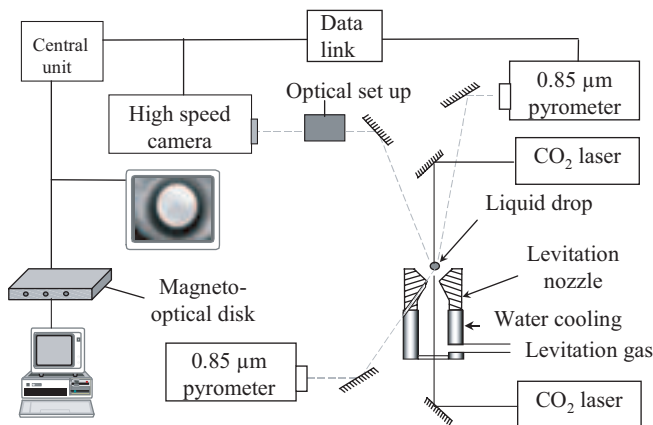 Central
unit
Data
link
High speed
camera
Optical set up
0.85 µm
pyrometer
CO₂ laser
Liquid drop
Levitation
nozzle
Magneto-
optical disk
Water cooling
Levitation gas
0.85 µm
pyrometer
CO₂ laser